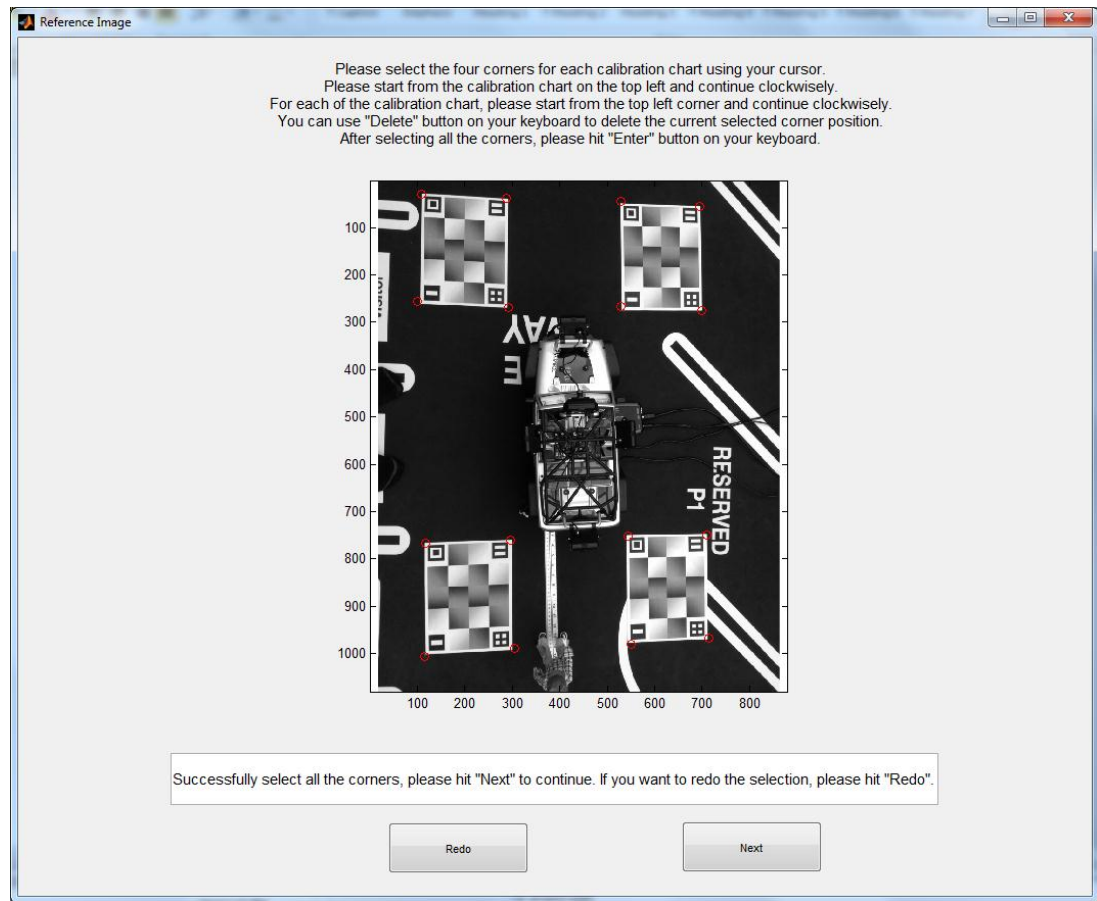 Reference Image
Please select the four corners for each calibration chart using your cursor.
Please start from the calibration chart on the top left and continue clockwisely.
For each of the calibration chart, please start from the top left corner and continue clockwisely.
You can use "Delete" button on your keyboard to delete the current selected corner position.
After selecting all the corners, please hit "Enter" button on your keyboard.
100
200
300
400
500
600
700
800
900
1000
visitor
WAY
E
RESERVED
P1
100 200 300 400 500 600 700 800
Successfully select all the corners, please hit "Next" to continue. If you want to redo the selection, please hit "Redo".
Redo
Next